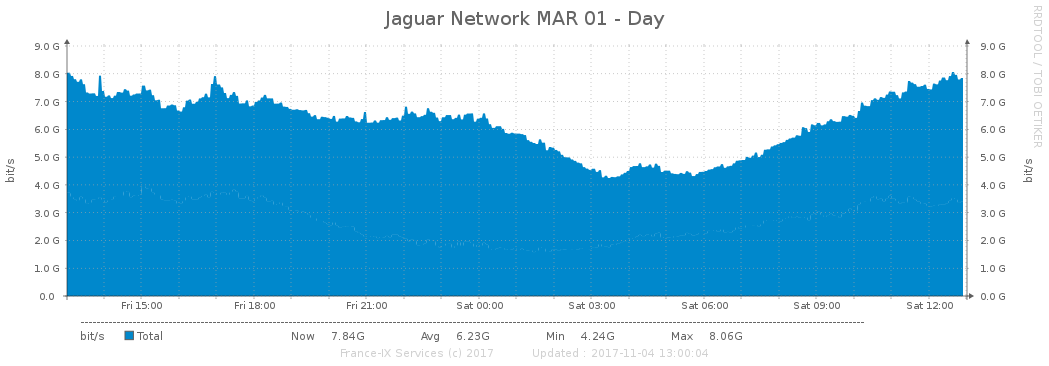 Jaguar Network MAR 01 - Day
RRDTOOL / TOBI OETIKER
9.0 G 9.0 G
8.0 G 8.0 G
7.0 G 7.0 G
6.0 G 6.0 G
5.0 G 5.0 G
4.0 G 4.0 G
3.0 G 3.0 G
2.0 G 2.0 G
1.0 G 1.0 G
0.0 0.0 G
bit/s bit/s
Fri 15:00 Fri 18:00 Fri 21:00 Sat 00:00 Sat 03:00 Sat 06:00 Sat 09:00 Sat 12:00
bit/s Total Now 7.84G Avg 6.23G Min 4.24G Max 8.06G
France-IX Services (c) 2017 Updated : 2017-11-04 13:00:04